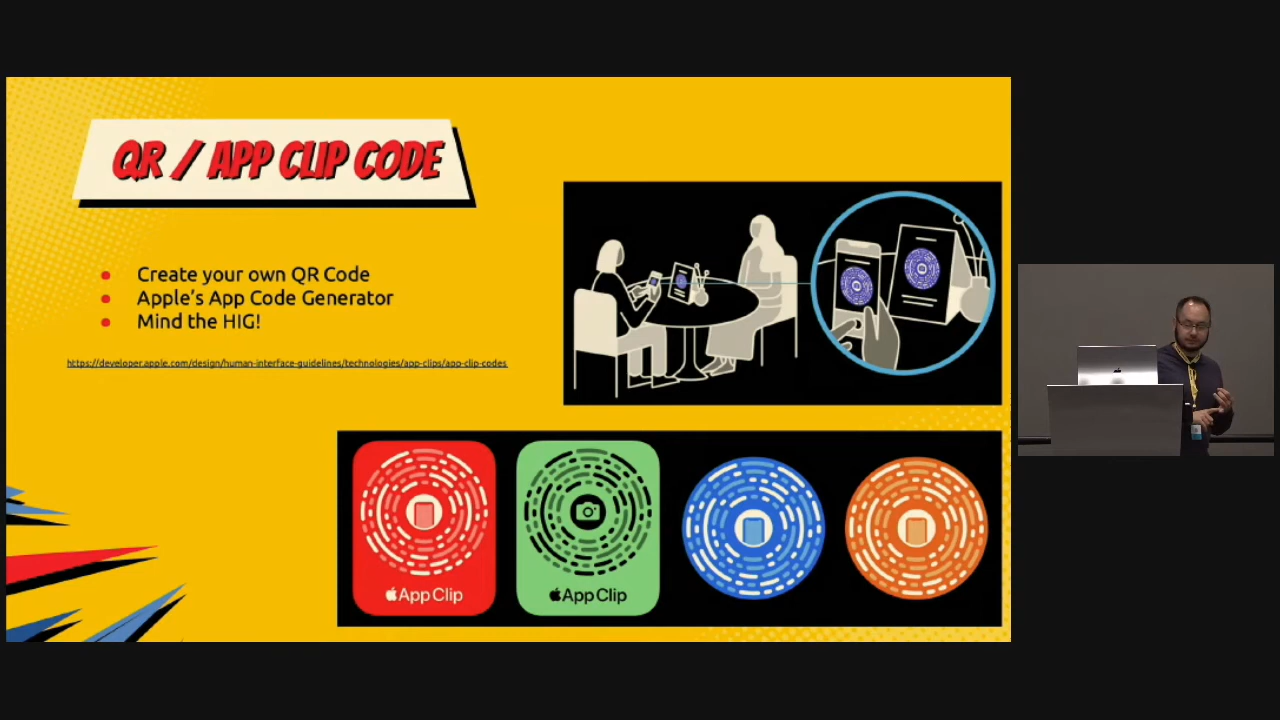 QR / APP CLIP CODE
Create your own QR Code
Apple's App Code Generator
Mind the HIG!
https://developer.apple.com/design/human-interface-guidelines/technologies/app-clips/app-clip-codes
App Clip
App Clip